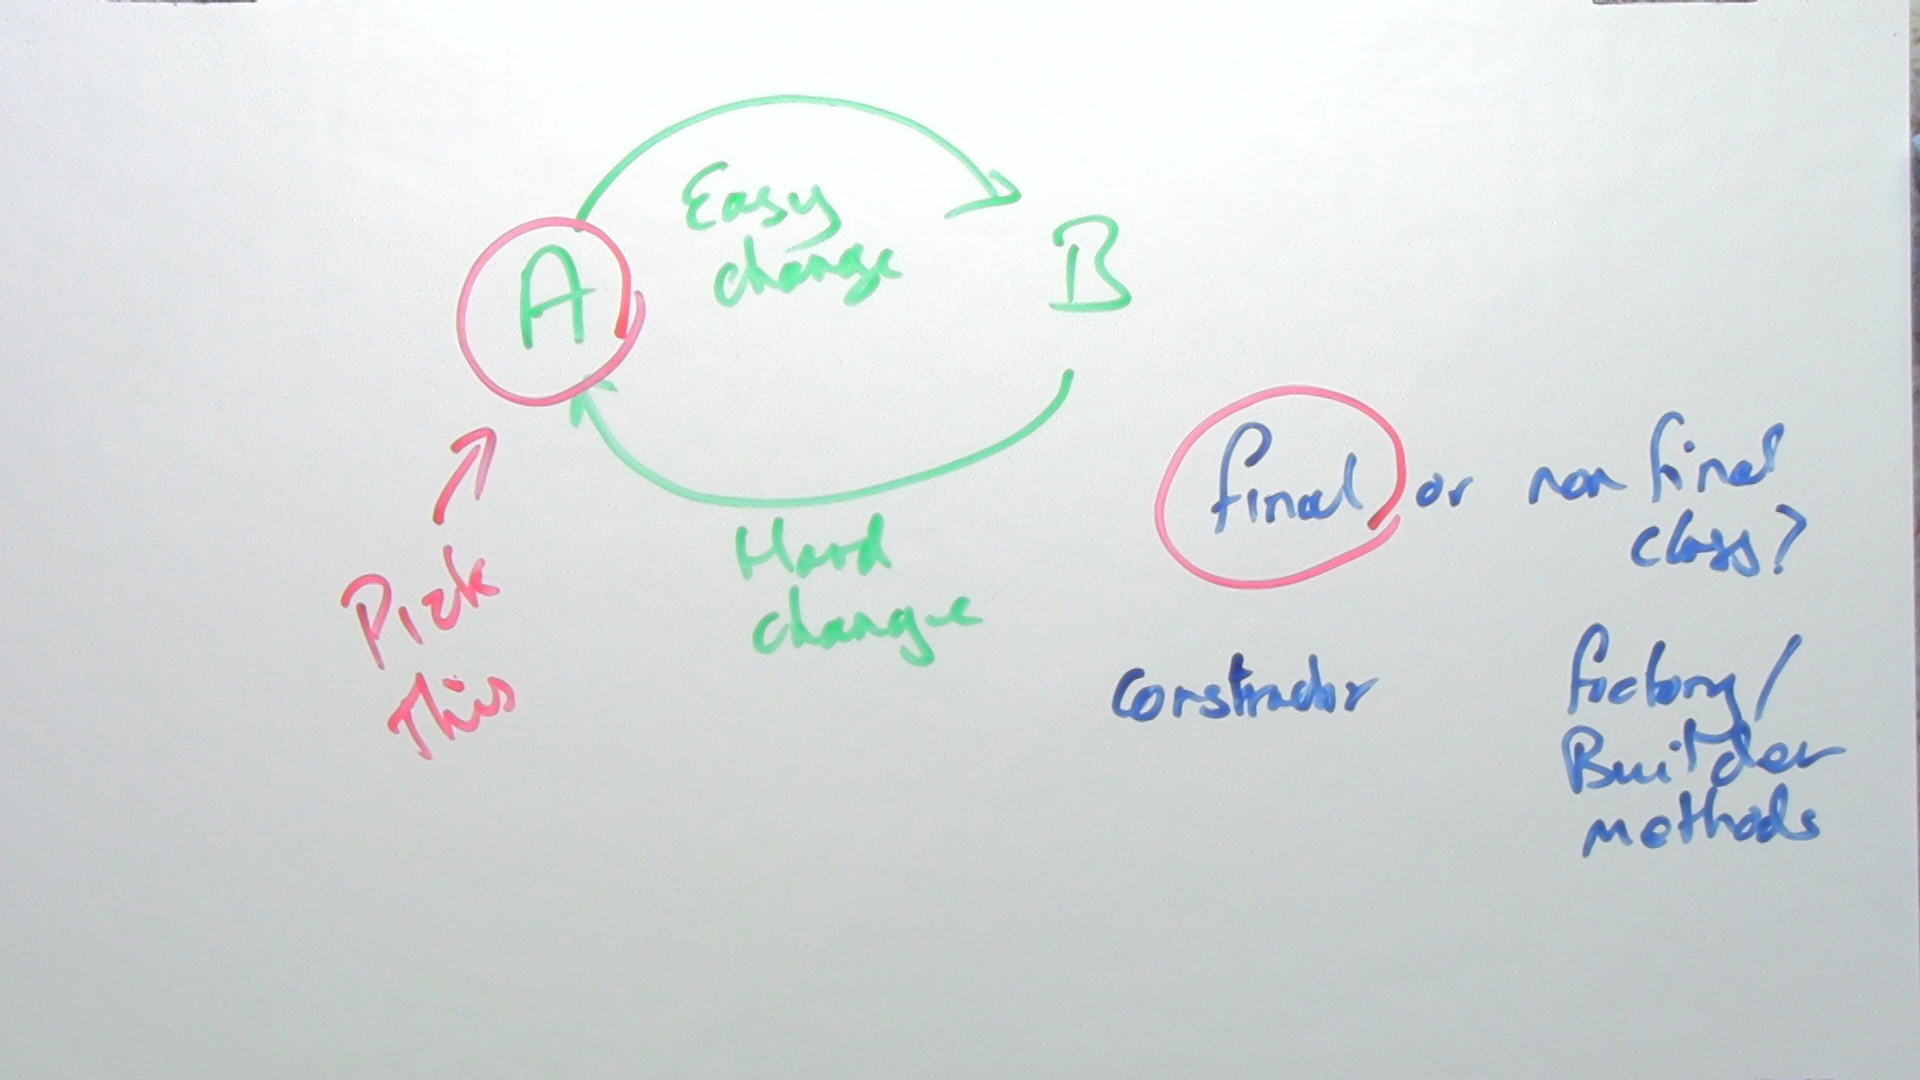 Easy
change
A
B
Hard
change
Pick
This
final or non final
class?
constructor
factory/
Builder
methods